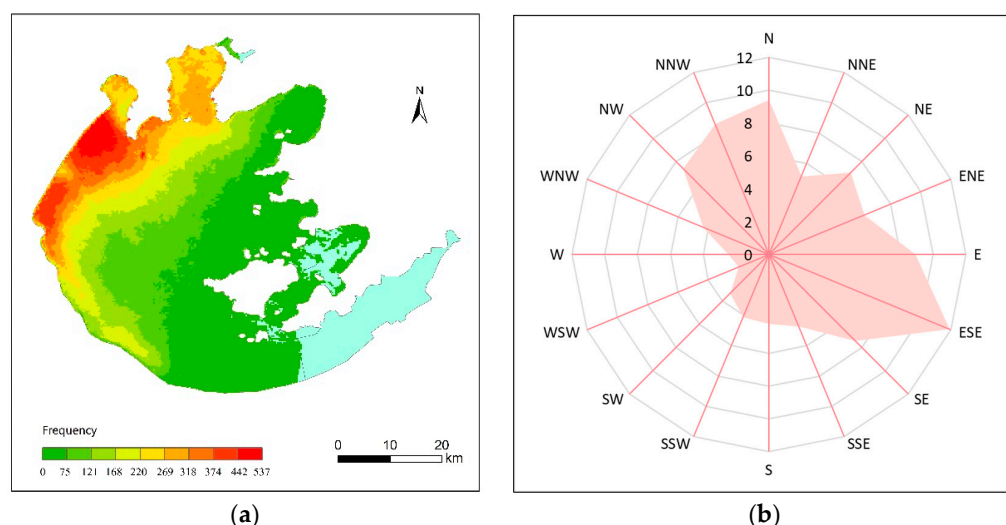 N
Frequency
0 75 121 168 220 269 318 374 442 537
0 10 20
km
(a)
N
NNW NNE
NW NE
WNW ENE
W E
WSW ESE
SW SE
SSW SSE
S
12
10
8
6
4
2
0
(b)